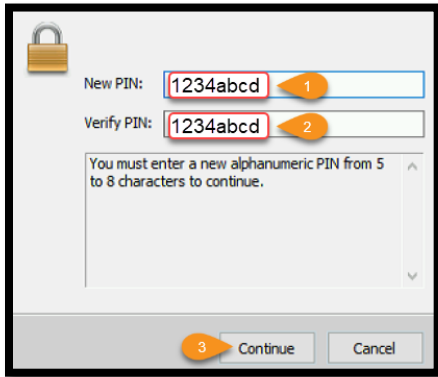 New PIN: 1234abcd 1
Verify PIN: 1234abcd 2
You must enter a new alphanumeric PIN from 5
to 8 characters to continue.
3 Continue Cancel